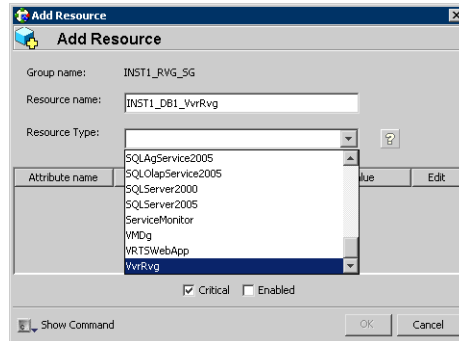 Add Resource
Add Resource
Group name: INST1_RVG_SG
Resource name: INST1_DB1_VvrRvg
Resource Type:
SQLAgService2005
SQLOlapService2005
SQLServer2000
SQLServer2005
ServiceMonitor
VMDg
VRTSWebApp
VvrRvg
Attribute name lue Edit
Critical Enabled
Show Command OK Cancel